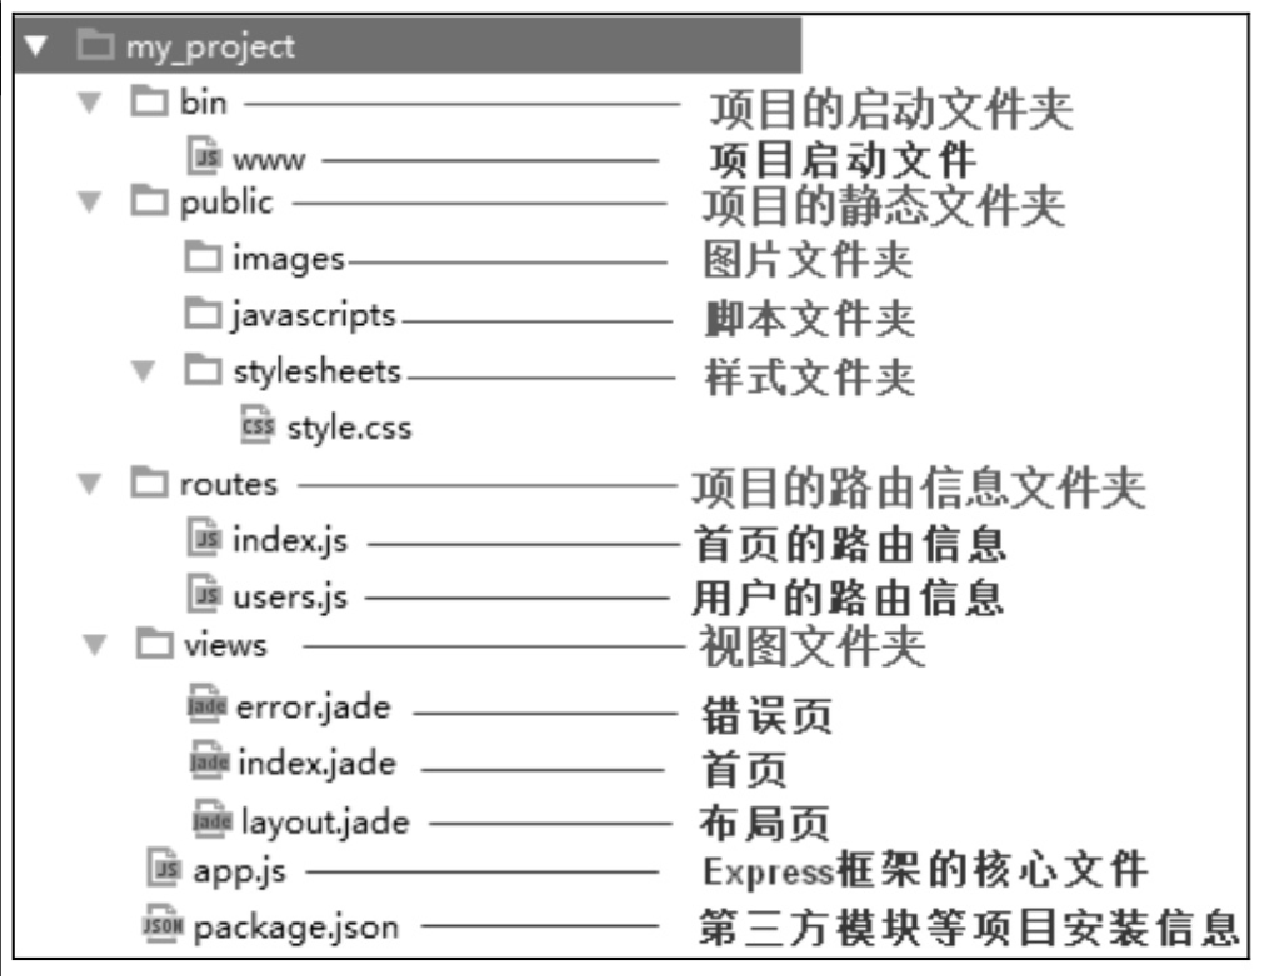 my_project
bin 项目的启动文件夹
JS www 项目启动文件
public 项目的静态文件夹
images 图片文件夹
javascripts 脚本文件夹
stylesheets 样式文件夹
CSS style.css
routes 项目的路由信息文件夹
JS index.js 首页的路由信息
JS users.js 用户的路由信息
views 视图文件夹
jade error.jade 错误页
jade index.jade 首页
jade layout.jade 布局页
JS app.js Express框架的核心文件
JSON package.json 第三方模块等项目安装信息